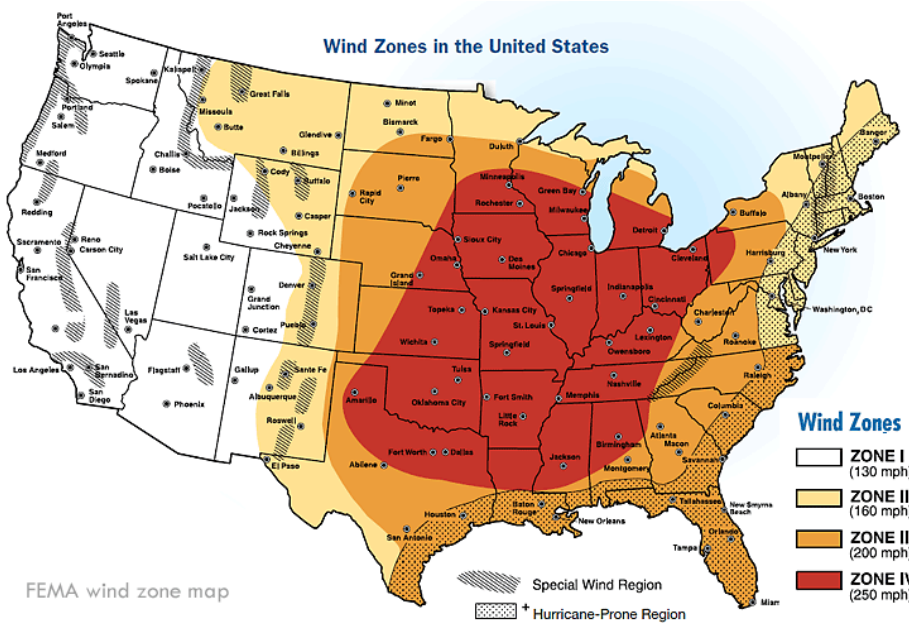 Wind Zones in the United States
Port
Angeles
Seattle
Olympia
Spokane
Kalispell
Great Falls
Missouls
Butte
Glendive
Billings
Minot
Bismarck
Fargo
Duluth
Portland
Salem
Medford
Challis
Boise
Pocatello
Cody
Buffalo
Jackson
Casper
Rock Springs
Cheyenne
Rapid
City
Pierre
Minneapolis
Rochester
Green Bay
Milwaukee
Bangor
Montpelier
Albany
Boston
Buffalo
Detroit
Cleveland
Harrisburg
New York
Washington, DC
Redding
Sacramento
San
Francisco
Reno
Carson City
Salt Lake City
Grand
Junction
Cortez
Denver
Pueblo
Sioux City
Omaha
Des
Moines
Grand
Island
Chicago
Springfield
Indianapolis
Cincinnati
Charleston
Roanoke
Lexington
Owensboro
Topeka
Kansas City
St. Louis
Wichita
Springfield
Las
Vegas
Los Angeles
San
Bernadino
San
Diego
Flagstaff
Phoenix
Gallup
Sante Fe
Albuquerque
Roswell
El Paso
Amarillo
Tulsa
Oklahoma City
Fort Smith
Little
Rock
Memphis
Nashville
Raleigh
Columbia
Atlanta
Macon
Savannah
Birmingham
Montgomery
Jackson
Fort Worth
Dallas
Abilene
Houston
San Antonio
Baton
Rouge
New Orleans
Tallahassee
New Smyrna
Beach
Orlando
Tampa
Miam
Wind Zones
ZONE I
(130 mph)
ZONE II
(160 mph)
ZONE II
(200 mph)
ZONE IV
(250 mph)
Special Wind Region
+ Hurricane-Prone Region
FEMA wind zone map